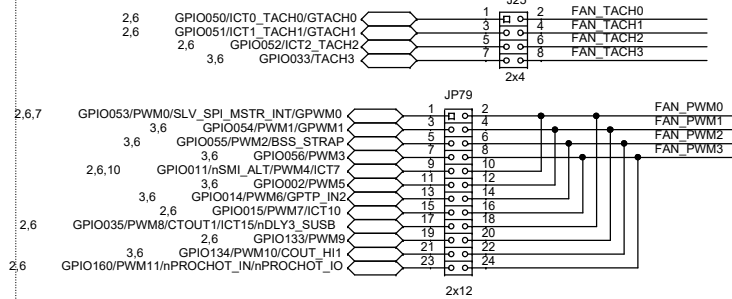 J25
2,6 GPIO050/ICT0_TACH0/GTACH0 1 2 FAN_TACH0
2,6 GPIO051/ICT1_TACH1/GTACH1 3 4 FAN_TACH1
2,6 GPIO052/ICT2_TACH2 5 6 FAN_TACH2
3,6 GPIO033/TACH3 7 8 FAN_TACH3
2x4
JP79
2,6,7 GPIO053/PWM0/SLV_SPI_MSTR_INT/GPWM0 1 2 FAN_PWM0
3,6 GPIO054/PWM1/GPWM1 3 4 FAN_PWM1
3,6 GPIO055/PWM2/BSS_STRAP 5 6 FAN_PWM2
3,6 GPIO056/PWM3 7 8 FAN_PWM3
2,6,10 GPIO011/nSMI_ALT/PWM4/ICT7 9 10
3,6 GPIO002/PWM5 11 12
3,6 GPIO014/PWM6/GPTP_IN2 13 14
2,6 GPIO015/PWM7/ICT10 15 16
2,6 GPIO035/PWM8/CTOUT1/ICT15/nDLY3_SUSB 17 18
2,6 GPIO133/PWM9 19 20
3,6 GPIO134/PWM10/COUT_HI1 21 22
2,6 GPIO160/PWM11/nPROCHOT_IN/nPROCHOT_IO 23 24
2x12